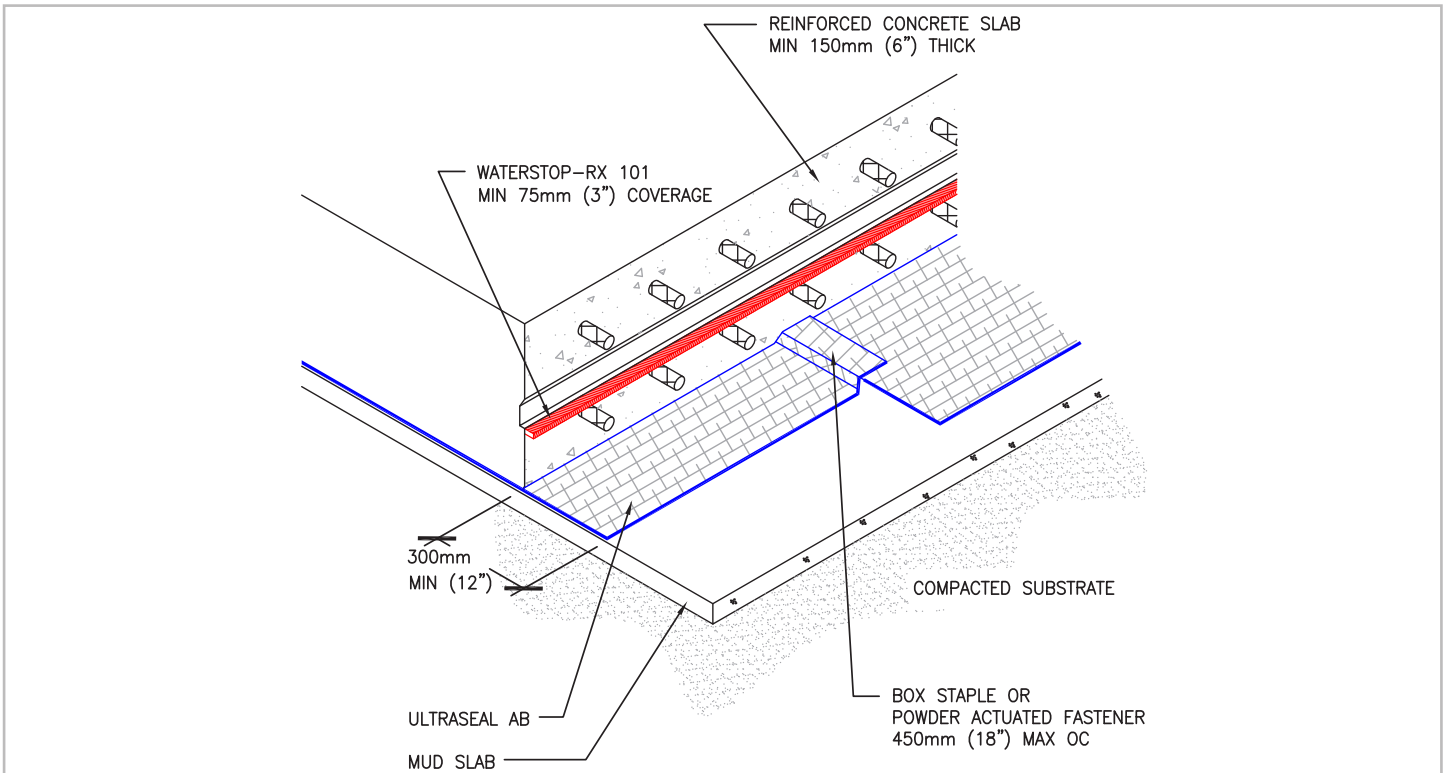 REINFORCED CONCRETE SLAB
MIN 150mm (6”) THICK
WATERSTOP–RX 101
MIN 75mm (3”) COVERAGE
300mm
MIN (12”)
COMPACTED SUBSTRATE
BOX STAPLE OR
POWDER ACTUATED FASTENER
450mm (18”) MAX OC
ULTRASEAL AB
MUD SLAB